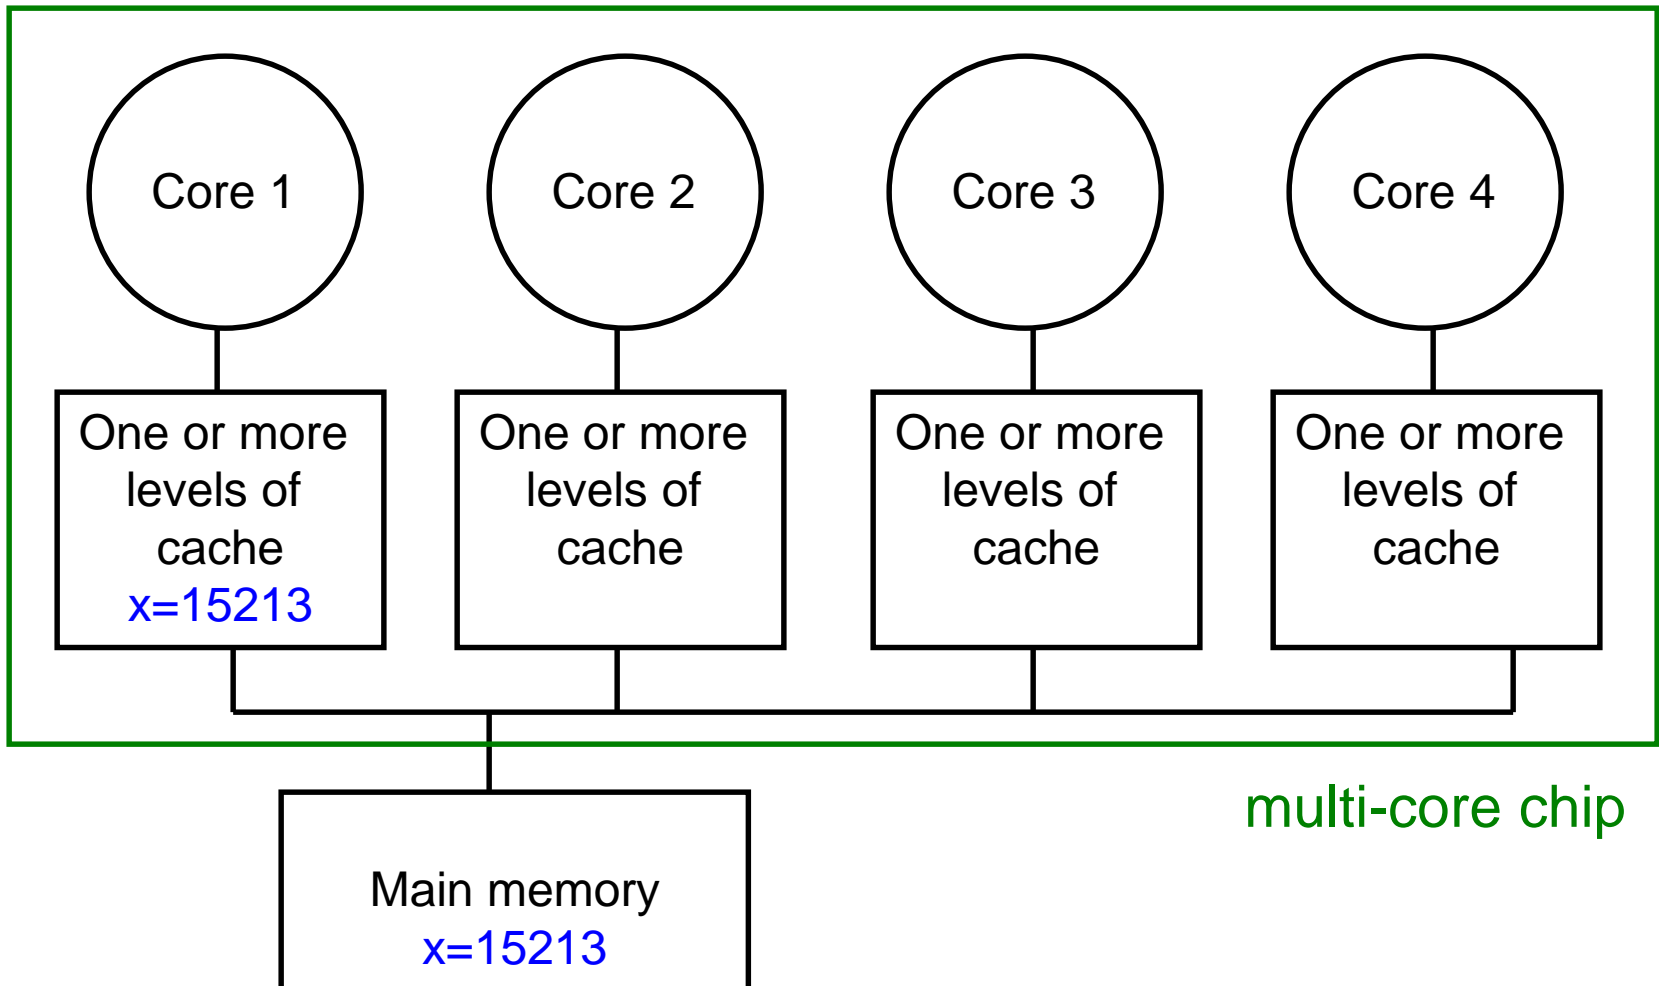 Core 1
Core 2
Core 3
Core 4
One or more
levels of
cache
x=15213
One or more
levels of
cache
One or more
levels of
cache
One or more
levels of
cache
multi-core chip
Main memory
x=15213